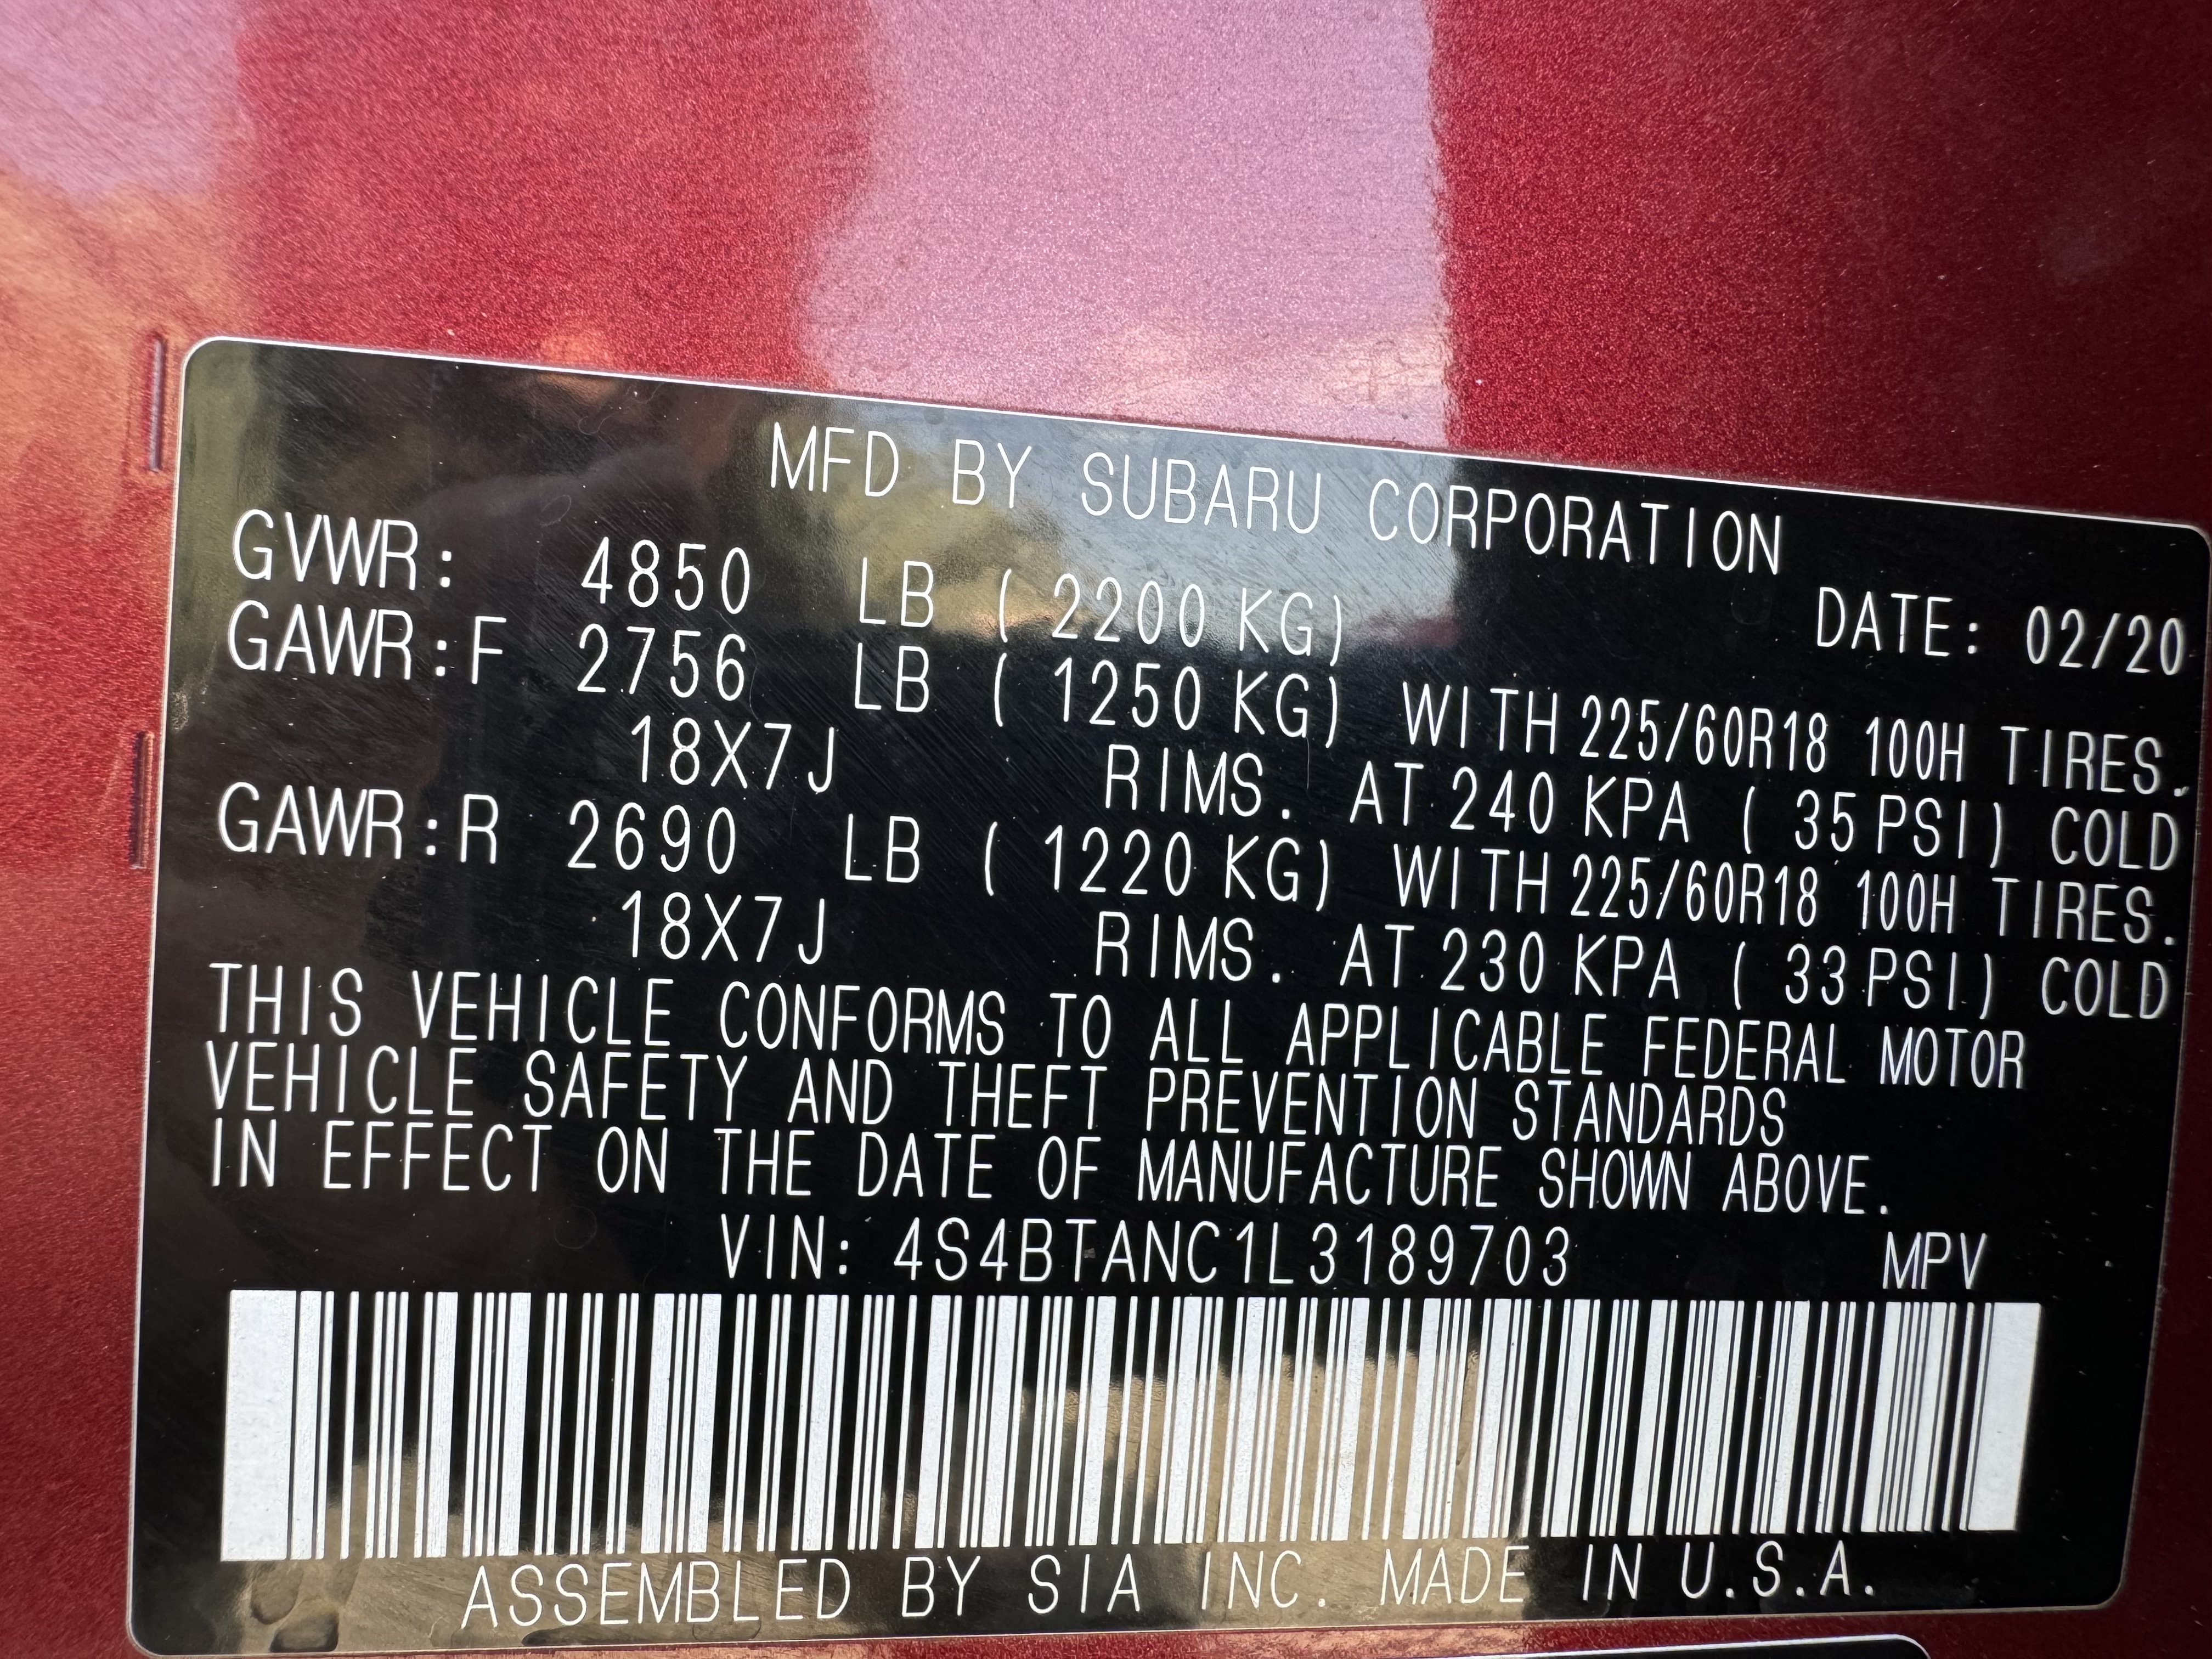 MFD BY SUBARU CORPORATION
GVWR: 4850 LB ( 2200 KG) DATE: 02/20
GAWR:F 2756 LB ( 1250 KG) WITH 225/60R18 100H TIRES.
18X7J RIMS. AT 240 KPA ( 35 PSI) COLD
GAWR:R 2690 LB ( 1220 KG) WITH 225/60R18 100H TIRES.
18X7J RIMS. AT 230 KPA ( 33 PSI) COLD
THIS VEHICLE CONFORMS TO ALL APPLICABLE FEDERAL MOTOR
VEHICLE SAFETY AND THEFT PREVENTION STANDARDS
IN EFFECT ON THE DATE OF MANUFACTURE SHOWN ABOVE.
VIN: 4S4BTANC1L3189703 MPV
ASSEMBLED BY SIA INC. MADE IN U.S.A.